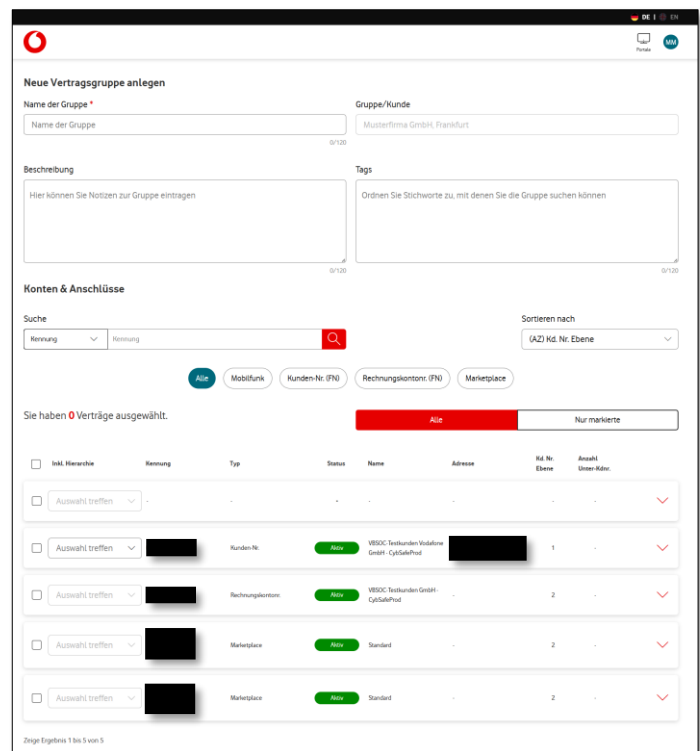 DE | EN
Portale
MM
Neue Vertragsgruppe anlegen
Name der Gruppe *
Gruppe/Kunde
Name der Gruppe
Musterfirma GmbH, Frankfurt
0/120
Beschreibung
Tags
Hier können Sie Notizen zur Gruppe eintragen
Ordnen Sie Stichworte zu, mit denen Sie die Gruppe suchen können
0/120
0/120
Konten & Anschlüsse
Suche
Sortieren nach
Kennung
Kennung
(AZ) Kd. Nr. Ebene
Alle
Mobilfunk
Kunden-Nr. (FN)
Rechnungskontonr. (FN)
Marketplace
Sie haben 0 Verträge ausgewählt.
Alle
Nur markierte
Inkl. Hierarchie Kennung Typ Status Name Adresse Kd. Nr. Ebene Anzahl Unter-Kdnr.
Auswahl treffen - - - - - - -
Auswahl treffen Kunden-Nr. Aktiv VBSOC-Testkunden Vodafone GmbH - CybSafeProd 1 -
Auswahl treffen Rechnungskontonr. Aktiv VBSOC-Testkunden GmbH - CybSafeProd - 2 -
Auswahl treffen Marketplace Aktiv Standard - 2 -
Auswahl treffen Marketplace Aktiv Standard - 2 -
Zeige Ergebnis 1 bis 5 von 5